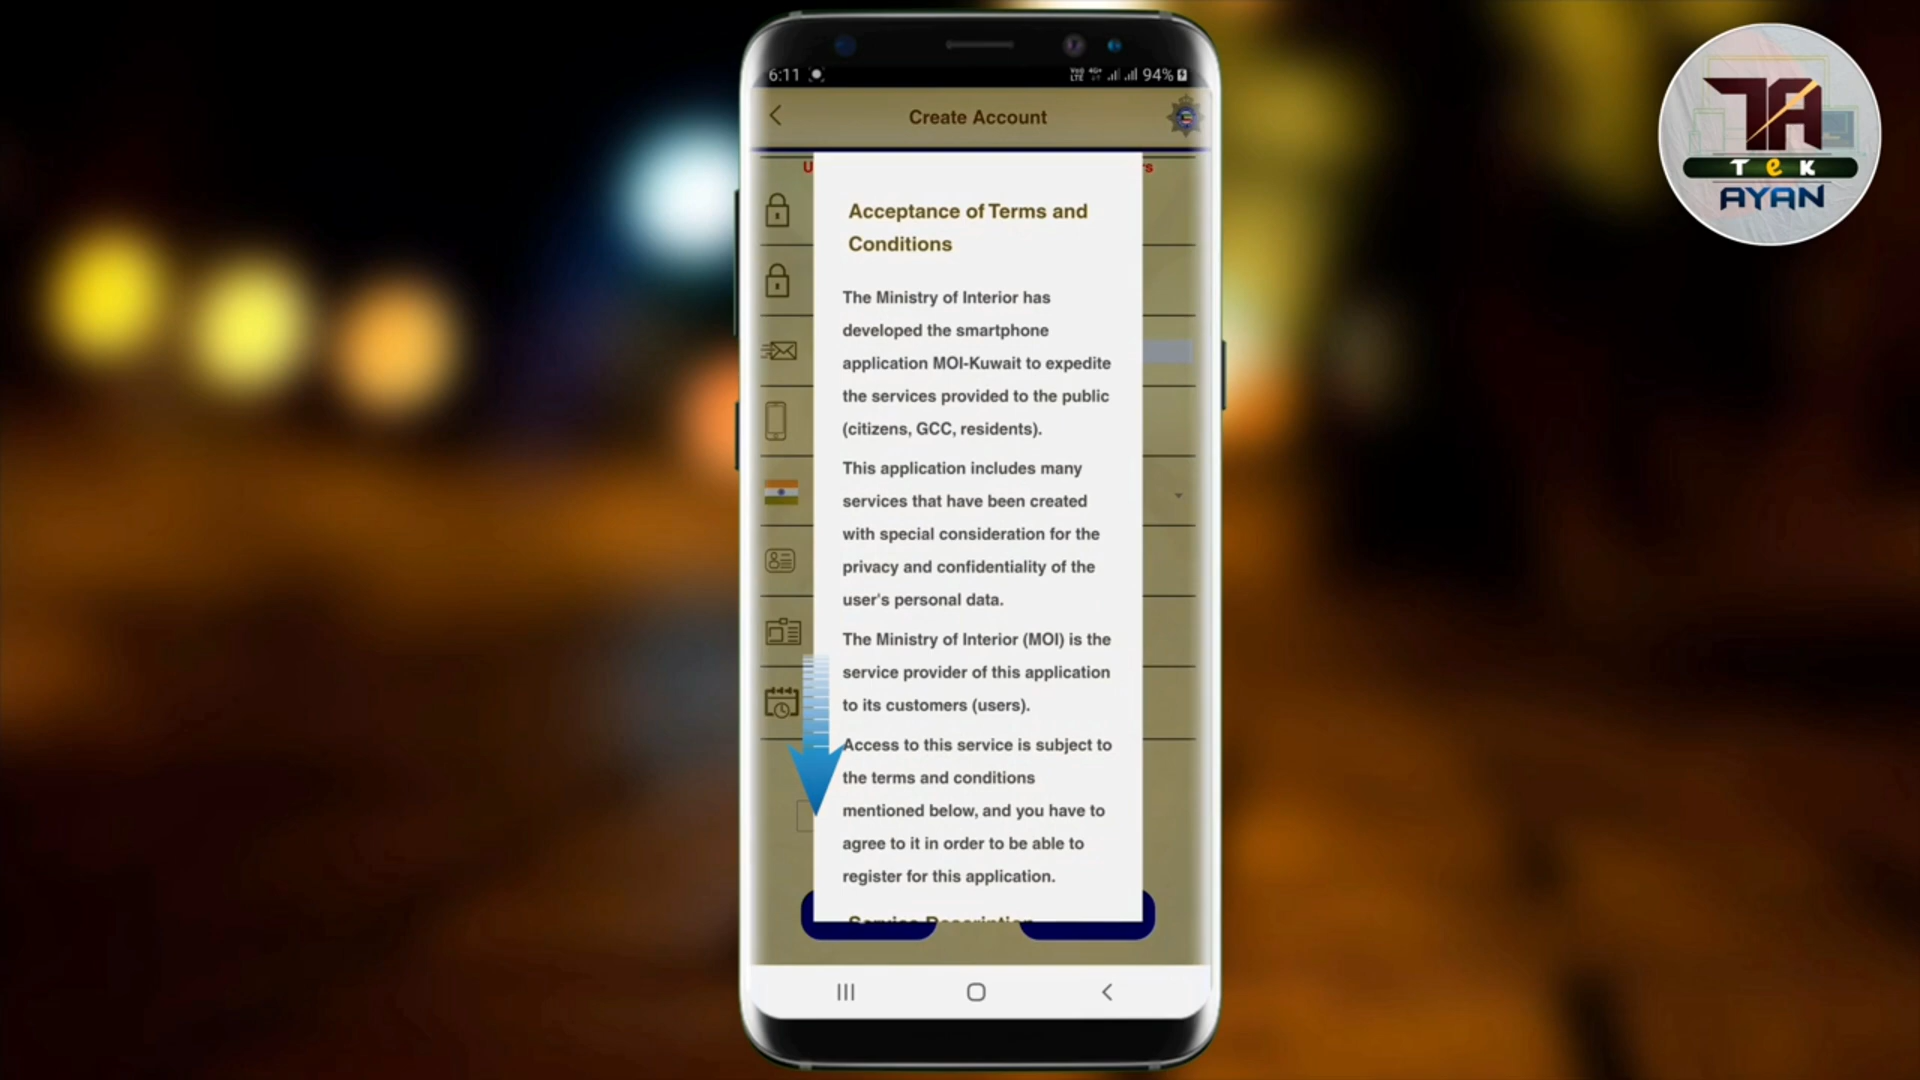 6:11
94%
Create Account
Acceptance of Terms and
Conditions
The Ministry of Interior has
developed the smartphone
application MOI-Kuwait to expedite
the services provided to the public
(citizens, GCC, residents).
This application includes many
services that have been created
with special consideration for the
privacy and confidentiality of the
user's personal data.
The Ministry of Interior (MOI) is the
service provider of this application
to its customers (users).
Access to this service is subject to
the terms and conditions
mentioned below, and you have to
agree to it in order to be able to
register for this application.
Service Description
TA
TeK
AYAN